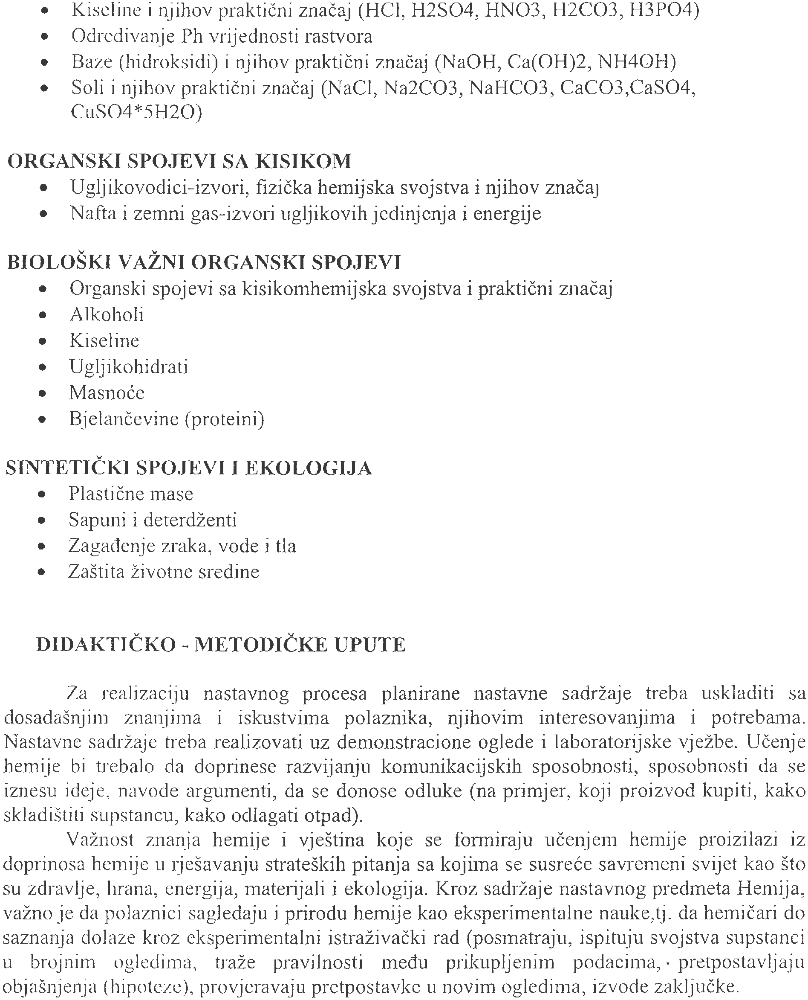 • Kiseline i njihov praktični značaj (HCl, H2SO4, HNO3, H2CO3, H3PO4)
• Određivanje Ph vrijednosti rastvora
• Baze (hidroksidi) i njihov praktični značaj (NaOH, Ca(OH)2, NH4OH)
• Soli i njihov praktični značaj (NaCl, Na2CO3, NaHCO3, CaCO3,CaSO4,
CuSO4*5H2O)
ORGANSKI SPOJEVI SA KISIKOM
• Ugljikovodici-izvori, fizička hemijska svojstva i njihov značaj
• Nafta i zemni gas-izvori ugljikovih jedinjenja i energije
BIOLOŠKI VAŽNI ORGANSKI SPOJEVI
• Organski spojevi sa kisikomhemijska svojstva i praktični značaj
• Alkoholi
• Kiseline
• Ugljikohidrati
• Masnoće
• Bjelančevine (proteini)
SINTETIČKI SPOJEVI I EKOLOGIJA
• Plastične mase
• Sapuni i deterdženti
• Zagađenje zraka, vode i tla
• Zaštita životne sredine
DIDAKTIČKO - METODIČKE UPUTE
Za realizaciju nastavnog procesa planirane nastavne sadržaje treba uskladiti sa
dosadašnjim znanjima i iskustvima polaznika, njihovim interesovanjima i potrebama.
Nastavne sadržaje treba realizovati uz demonstracione oglede i laboratorijske vježbe. Učenje
hemije bi trebalo da doprinese razvijanju komunikacijskih sposobnosti, sposobnosti da se
iznesu ideje, navode argumenti, da se donose odluke (na primjer, koji proizvod kupiti, kako
skladištiti supstancu, kako odlagati otpad).
Važnost znanja hemije i vještina koje se formiraju učenjem hemije proizilazi iz
doprinosa hemije u rješavanju strateških pitanja sa kojima se susreće savremeni svijet kao što
su zdravlje, hrana, energija, materijali i ekologija. Kroz sadržaje nastavnog predmeta Hemija,
važno je da polaznici sagledaju i prirodu hemije kao eksperimentalne nauke,tj. da hemičari do
saznanja dolaze kroz eksperimentalni istraživački rad (posmatraju, ispituju svojstva supstanci
u brojnim ogledima, traže pravilnosti među prikupljenim podacima, pretpostavljaju
objašnjenja (hipoteze), provjeravaju pretpostavke u novim ogledima, izvode zaključke.